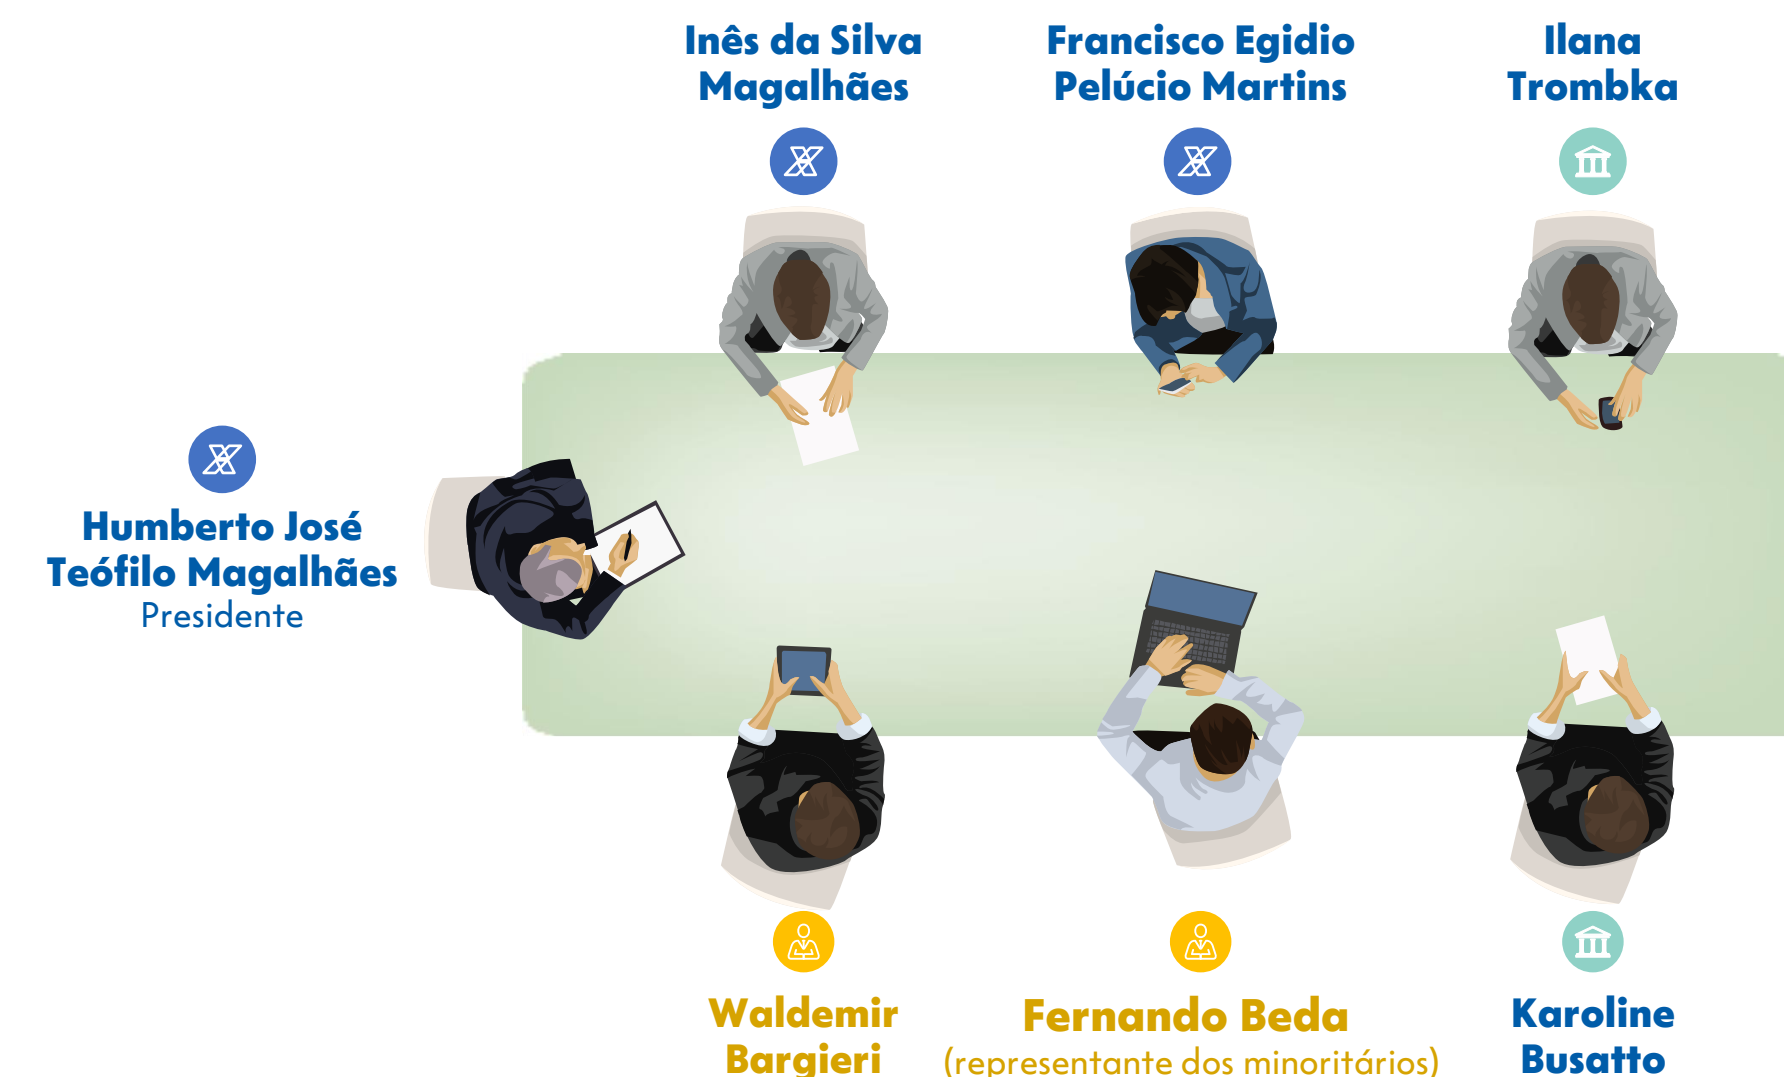 Inês da Silva
Magalhães
Francisco Egidio
Pelúcio Martins
Ilana
Trombka
Humberto José
Teófilo Magalhães
Presidente
Waldemir
Bargieri
Fernando Beda
(representante dos minoritários)
Karoline
Busatto